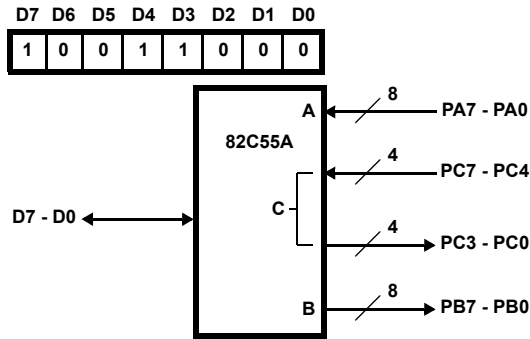 D7 D6 D5 D4 D3 D2 D1 D0
1 0 0 1 1 0 0 0
A
8
PA7 - PA0
82C55A
4
PC7 - PC4
C
D7 - D0
4
PC3 - PC0
B
8
PB7 - PB0